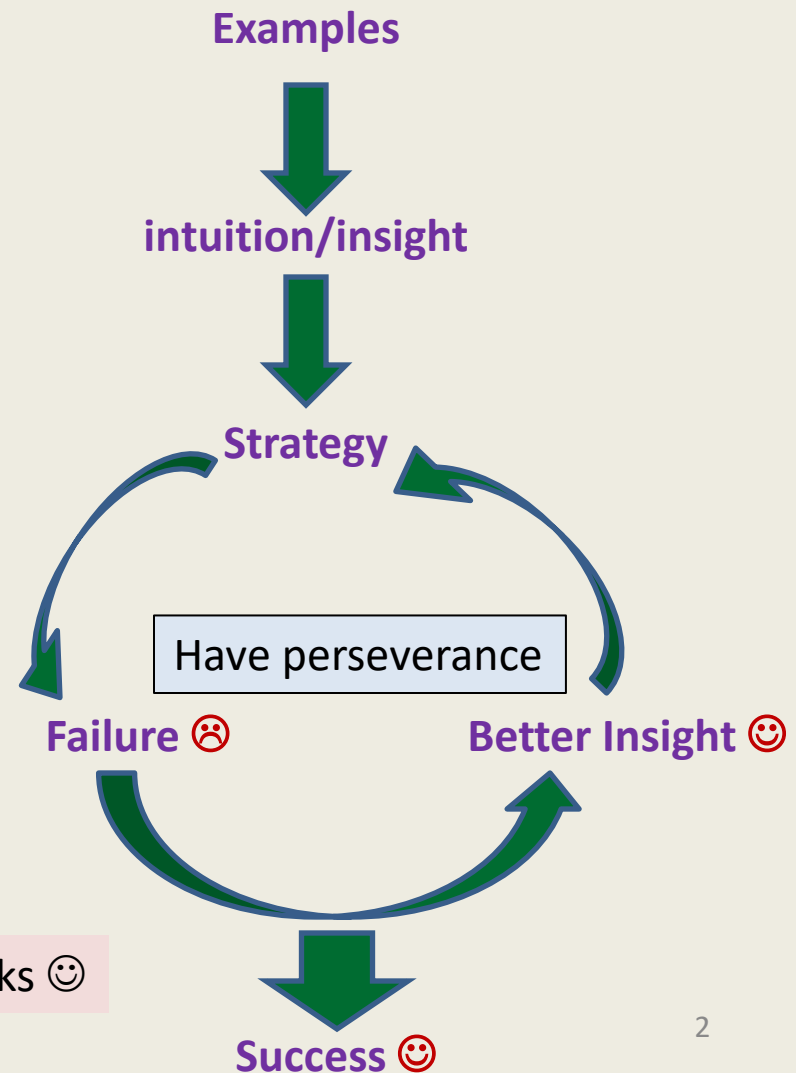 Examples
intuition/insight
Strategy
Have perseverance
Failure ☹
Better Insight ☺
ks ☺
Success ☺
2